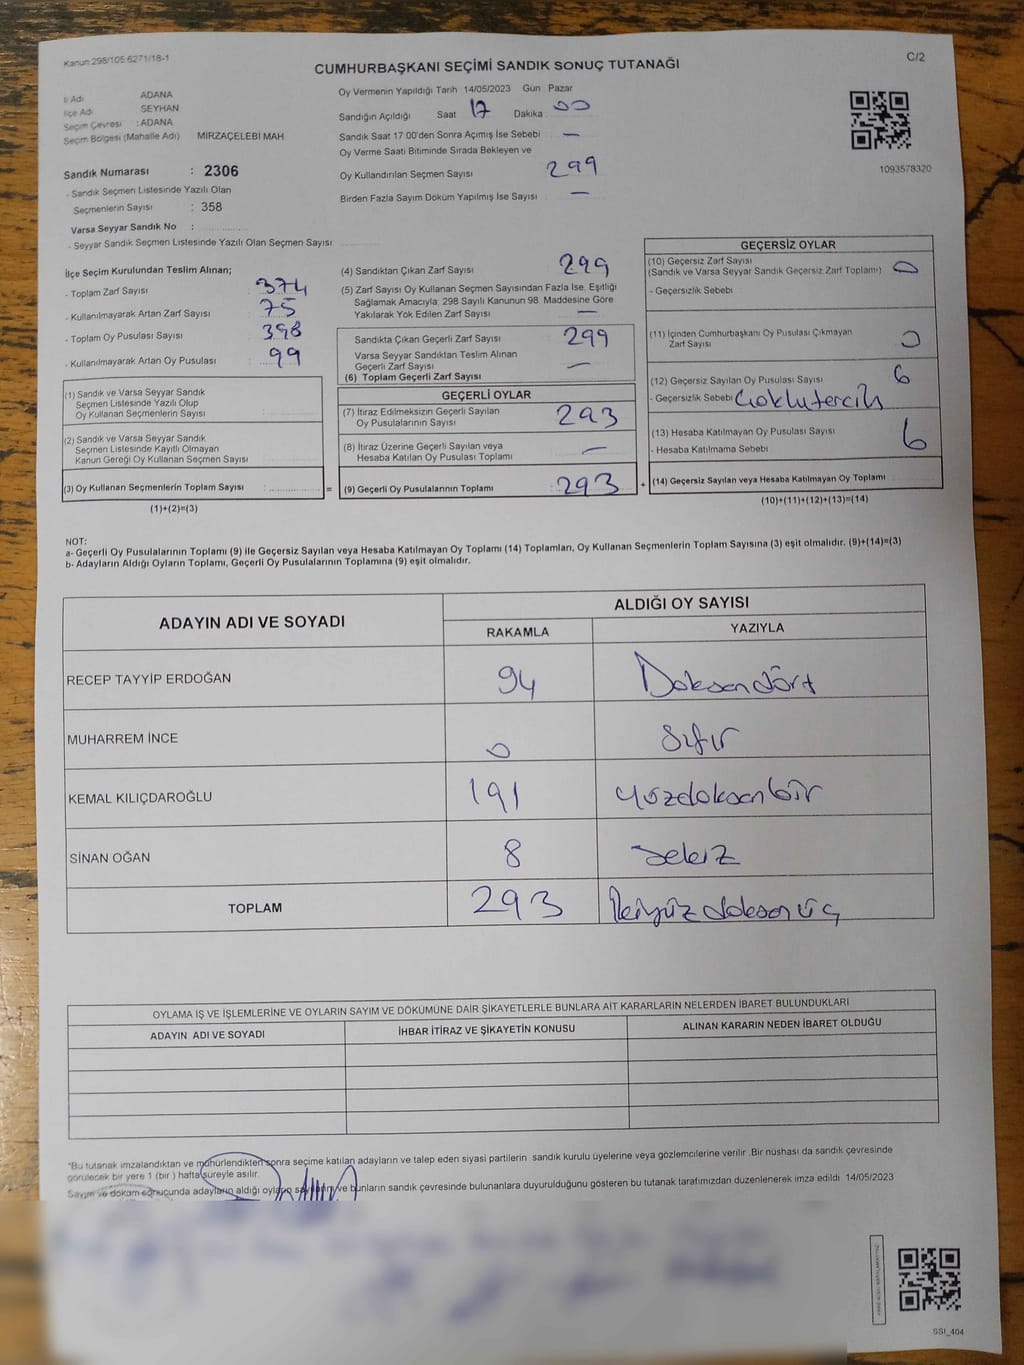 Kanun:298/105:6271/18-1
C/2
CUMHURBAŞKANI SEÇİMİ SANDIK SONUÇ TUTANAĞI
İl Adı ADANA
İlçe Adı SEYHAN
Seçim Çevresi : ADANA
Seçim Bölgesi (Mahalle Adı) MİRZAÇELEBİ MAH
Sandık Numarası : 2306
- Sandık Seçmen Listesinde Yazılı Olan
Seçmenlerin Sayısı : 358
Varsa Seyyar Sandık No :
- Seyyar Sandık Seçmen Listesinde Yazılı Olan Seçmen Sayısı:
Oy Vermenin Yapıldığı Tarih 14/05/2023 Gün Pazar
Sandığın Açıldığı Saat 17 Dakika 00
Sandık Saat 17:00'den Sonra Açımış İse Sebebi —
Oy Verme Saati Bitiminde Sırada Bekleyen ve
Oy Kullandırılan Seçmen Sayısı 299
Birden Fazla Sayım Döküm Yapılmış İse Sayısı —
1093578320
İlçe Seçim Kurulundan Teslim Alınan;
- Toplam Zarf Sayısı : 374
- Kullanılmayarak Artan Zarf Sayısı : 75
- Toplam Oy Pusulası : 398
- Kullanılmayarak Artan Oy Pusulası : 99
(1) Sandık ve Varsa Seyyar Sandık
Seçmen Listesinde Yazılı Olup
Oy Kullanan Seçmenlerin Sayısı :
(2) Sandık ve Varsa Seyyar Sandık
Seçmen Listesinde Kayıtlı Olmayan
Kanun Gereği Oy Kullanan Seçmen Sayısı :
(3) Oy Kullanan Seçmenlerin Toplam Sayısı :
(1)+(2)=(3)
=
(4) Sandıktan Çıkan Zarf Sayısı : 299
(5) Zarf Sayısı Oy Kullanan Seçmen Sayısından Fazla İse, Eşitliği
Sağlamak Amacıyla, 298 Sayılı Kanunun 98. Maddesine Göre
Yakılarak Yok Edilen Zarf Sayısı : —
Sandıkta Çıkan Geçerli Zarf Sayısı : 299
Varsa Seyyar Sandıktan Teslim Alınan
Geçerli Zarf Sayısı : —
(6) Toplam Geçerli Zarf Sayısı
GEÇERLİ OYLAR
(7) İtiraz Edilmeksizin Geçerli Sayılan
Oy Pusulalarının Sayısı : 293
(8) İtiraz Üzerine Geçerli Sayılan veya
Hesaba Katılan Oy Pusulası Toplamı : —
(9) Geçerli Oy Pusulalarının Toplamı : 293
+
GEÇERSİZ OYLAR
(10) Geçersiz Zarf Sayısı
(Sandık ve Varsa Seyyar Sandık Geçersiz Zarf Toplamı) : 0
- Geçersizlik Sebebi
(11) İçinden Cumhurbaşkanı Oy Pusulası Çıkmayan
Zarf Sayısı 0
(12) Geçersiz Sayılan Oy Pusulası Sayısı 6
- Geçersizlik Sebebi Çoklu tercih
(13) Hesaba Katılmayan Oy Pusulası Sayısı : 6
- Hesaba Katılmama Sebebi
(14) Geçersiz Sayılan veya Hesaba Katılmayan Oy Toplamı :
(10)+(11)+(12)+(13)=(14)
NOT:
a- Geçerli Oy Pusulalarının Toplamı (9) ile Geçersiz Sayılan veya Hesaba Katılmayan Oy Toplamı (14) Toplamları, Oy Kullanan Seçmenlerin Toplam Sayısına (3) eşit olmalıdır. (9)+(14)=(3)
b- Adayların Aldığı Oyların Toplamı, Geçerli Oy Pusulalarının Toplamına (9) eşit olmalıdır.
ADAYIN ADI VE SOYADI
ALDIĞI OY SAYISI
RAKAMLA YAZIYLA
RECEP TAYYİP ERDOĞAN 94 Doksandört
MUHARREM İNCE 0 Sıfır
KEMAL KILIÇDAROĞLU 191 Yüzdoksanbir
SİNAN OĞAN 8 Sekiz
TOPLAM 293 İkiyüz doksan üç
OYLAMA İŞ VE İŞLEMLERİNE VE OYLARIN SAYIM VE DÖKÜMÜNE DAİR ŞİKAYETLERLE BUNLARA AİT KARARLARIN NELERDEN İBARET BULUNDUKLARI
ADAYIN ADI VE SOYADI İHBAR İTİRAZ VE ŞİKAYETİN KONUSU ALINAN KARARIN NEDEN İBARET OLDUĞU
*Bu tutanak imzalandıktan ve mühürlendikten sonra seçime katılan adayların ve talep eden siyasi partilerin sandık kurulu üyelerine veya gözlemcilerine verilir. Bir nüshası da sandık çevresinde
görülecek bir yere 1 (bir) hafta süreyle asılır.
Sayım ve döküm sonucunda adayların aldığı oyların ve bunların sandık çevresinde bulunanlara duyurulduğunu gösteren bu tutanak tarafımızdan düzenlenerek imza edildi 14/05/2023
SSI_404